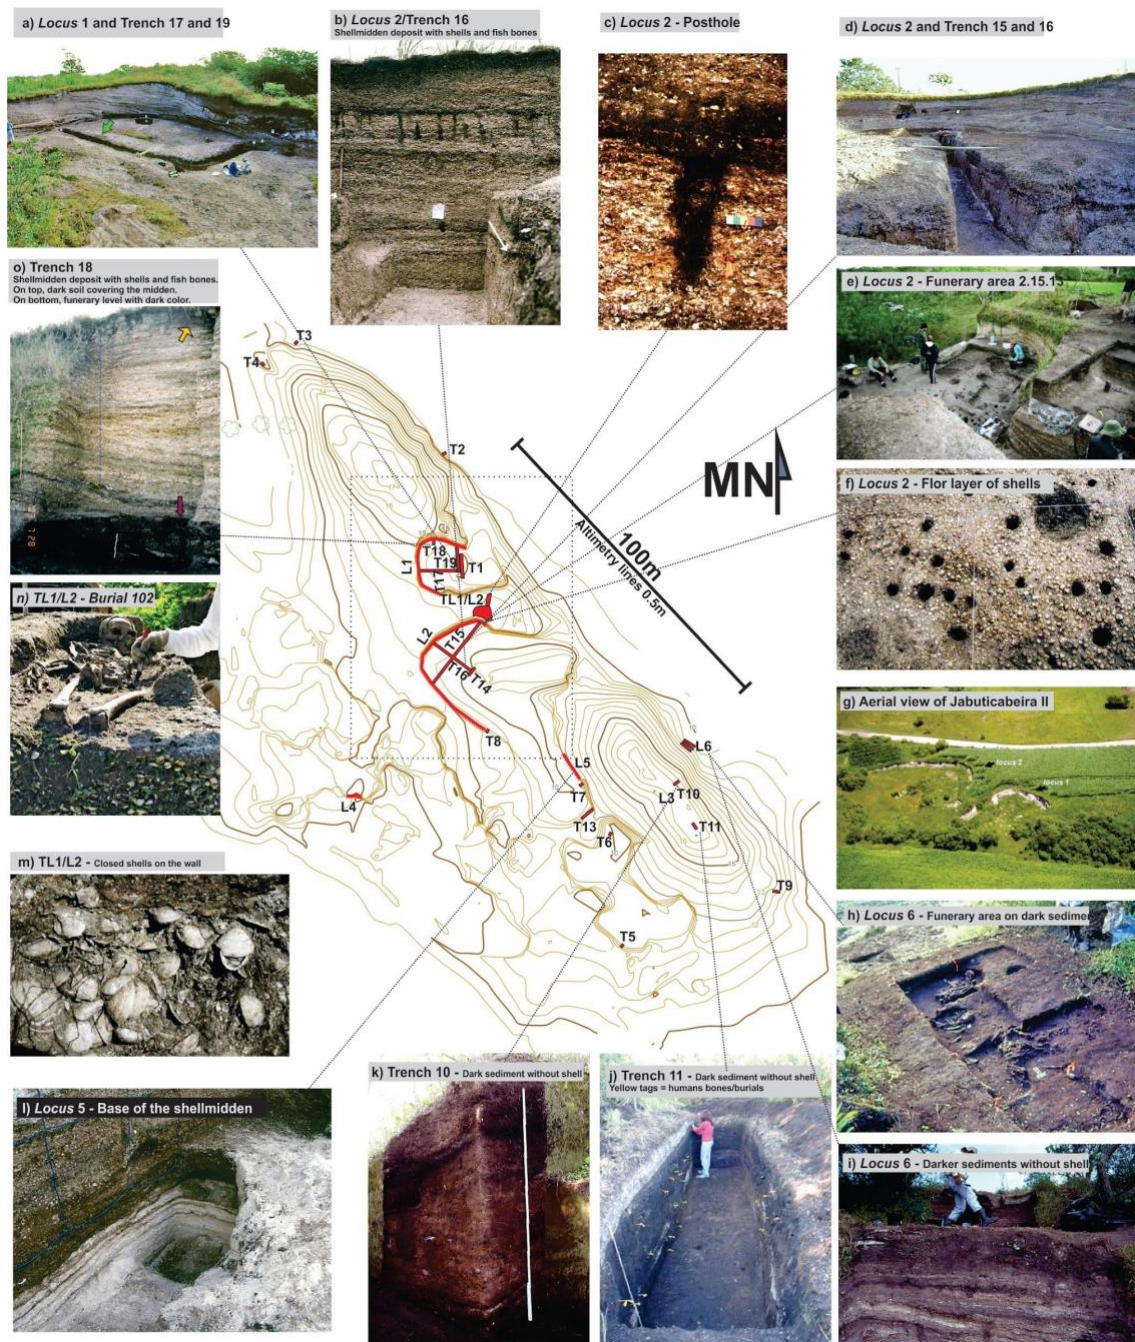 a) Locus 1 and Trench 17 and 19
b) Locus 2/Trench 16
Shellmidden deposit with shells and fish bones
c) Locus 2 - Posthole
d) Locus 2 and Trench 15 and 16
o) Trench 18
Shellmidden deposit with shells and fish bones.
On top, dark soil covering the midden.
On bottom, funerary level with dark color.
e) Locus 2 - Funerary area 2.15.13
f) Locus 2 - Flor layer of shells
n) TL1/L2 - Burial 102
g) Aerial view of Jabuticabeira II
locus 2
locus 1
m) TL1/L2 - Closed shells on the wall
h) Locus 6 - Funerary area on dark sedimen
l) Locus 5 - Base of the shellmidden
k) Trench 10 - Dark sediment without shell
j) Trench 11 - Dark sediment without shell
Yellow tags = humans bones/burials
i) Locus 6 - Darker sediments without shell
T3
T4
T2
MN
100m
Altimetry lines 0.5m
T18
L1
T19
T1
T17
TL1/L2
L2
T15
T16
T14
T8
L6
L5
T7
L3
T10
L4
T13
T11
T6
T9
T5